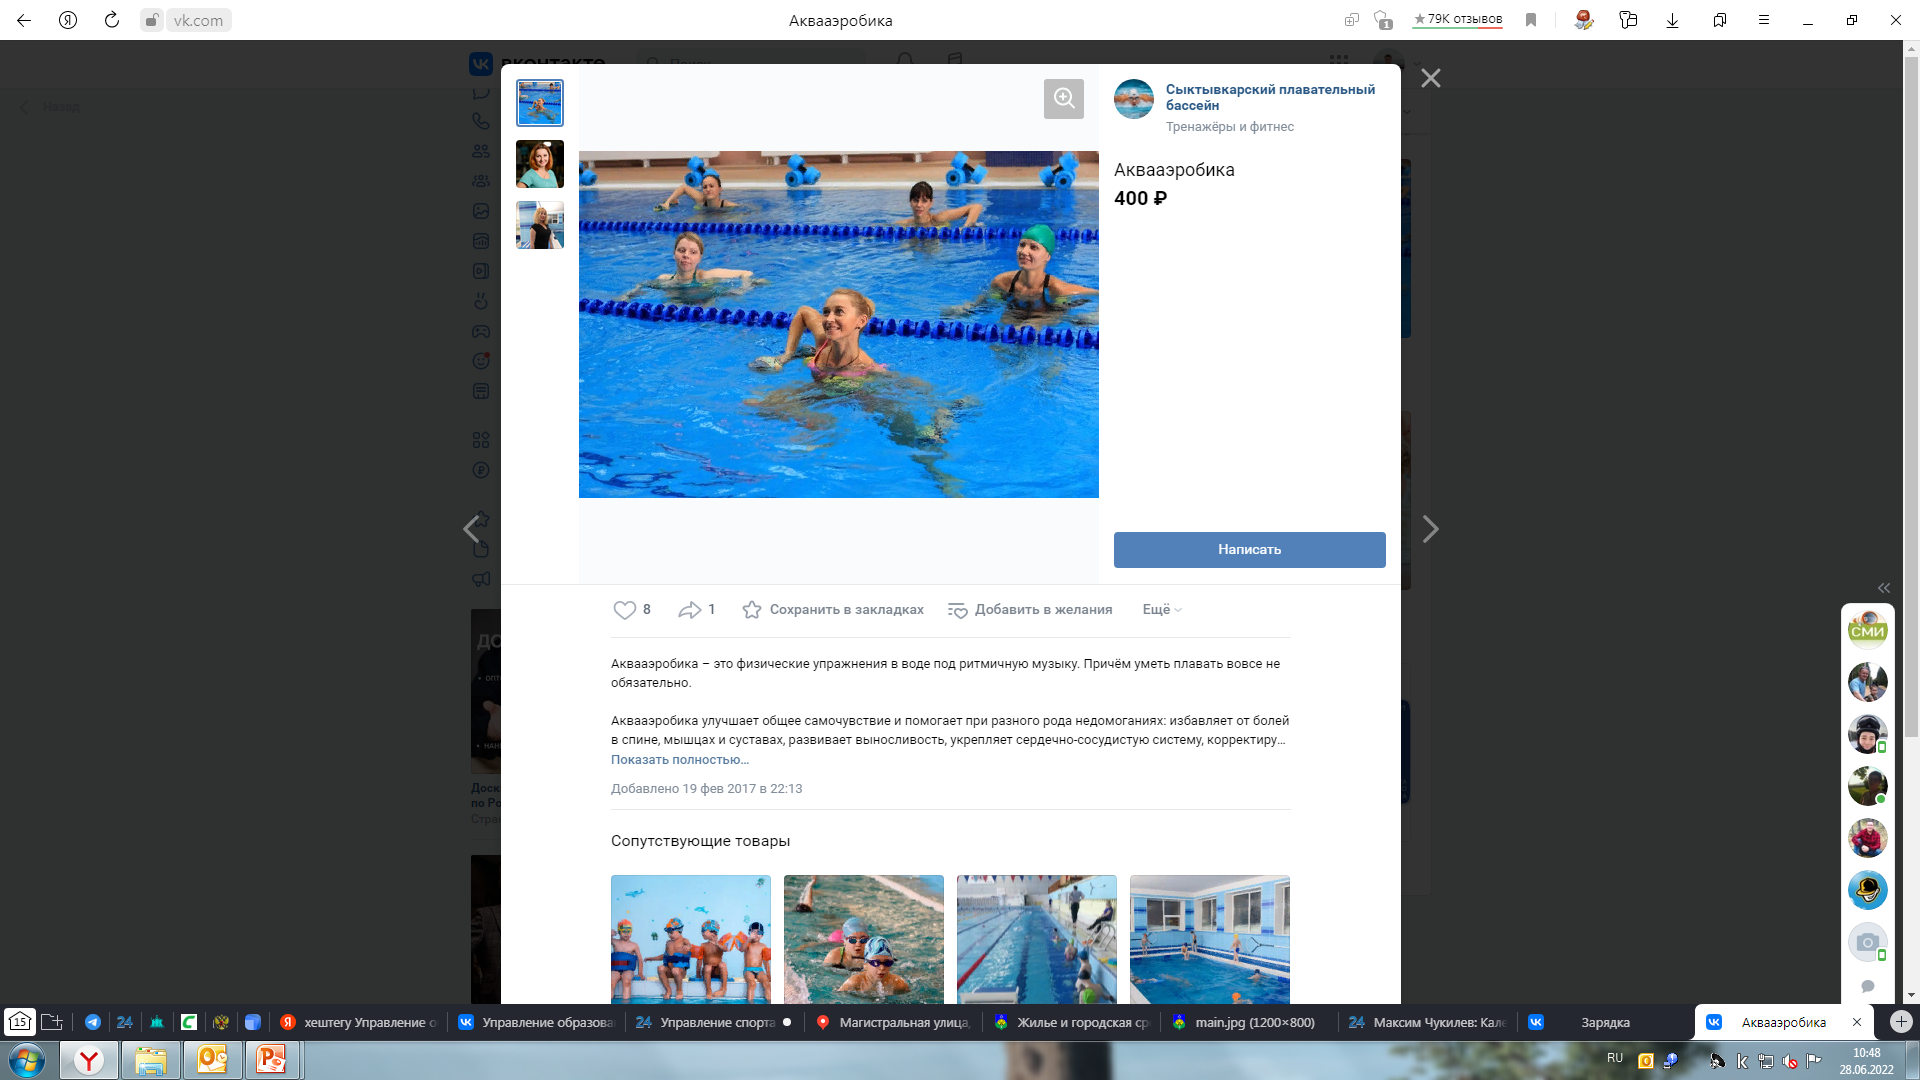 vk.com
Аквааэробика
1
★ 79K отзывов
ВКОНТАКТЕ
Назад
Сыктывкарский плавательный
бассейн
Тренажёры и фитнес
Аквааэробика
400 ₽
Написать
8
1
Сохранить в закладках
Добавить в желания
Ещё
Аквааэробика – это физические упражнения в воде под ритмичную музыку. Причём уметь плавать вовсе не
обязательно.
Аквааэробика улучшает общее самочувствие и помогает при разного рода недомоганиях: избавляет от болей
в спине, мышцах и суставах, развивает выносливость, укрепляет сердечно-сосудистую систему, корректиру…
Показать полностью…
Добавлено 19 фев 2017 в 22:13
Сопутствующие товары
СМИ
15
24
хештегу Управление о
Управление образова
24 Управление спорта
Магистральная улица,
Жилье и городская ср
main.jpg (1200×800)
24 Максим Чукилев: Кале
Зарядка
Аквааэробика
RU
10:48
28.06.2022